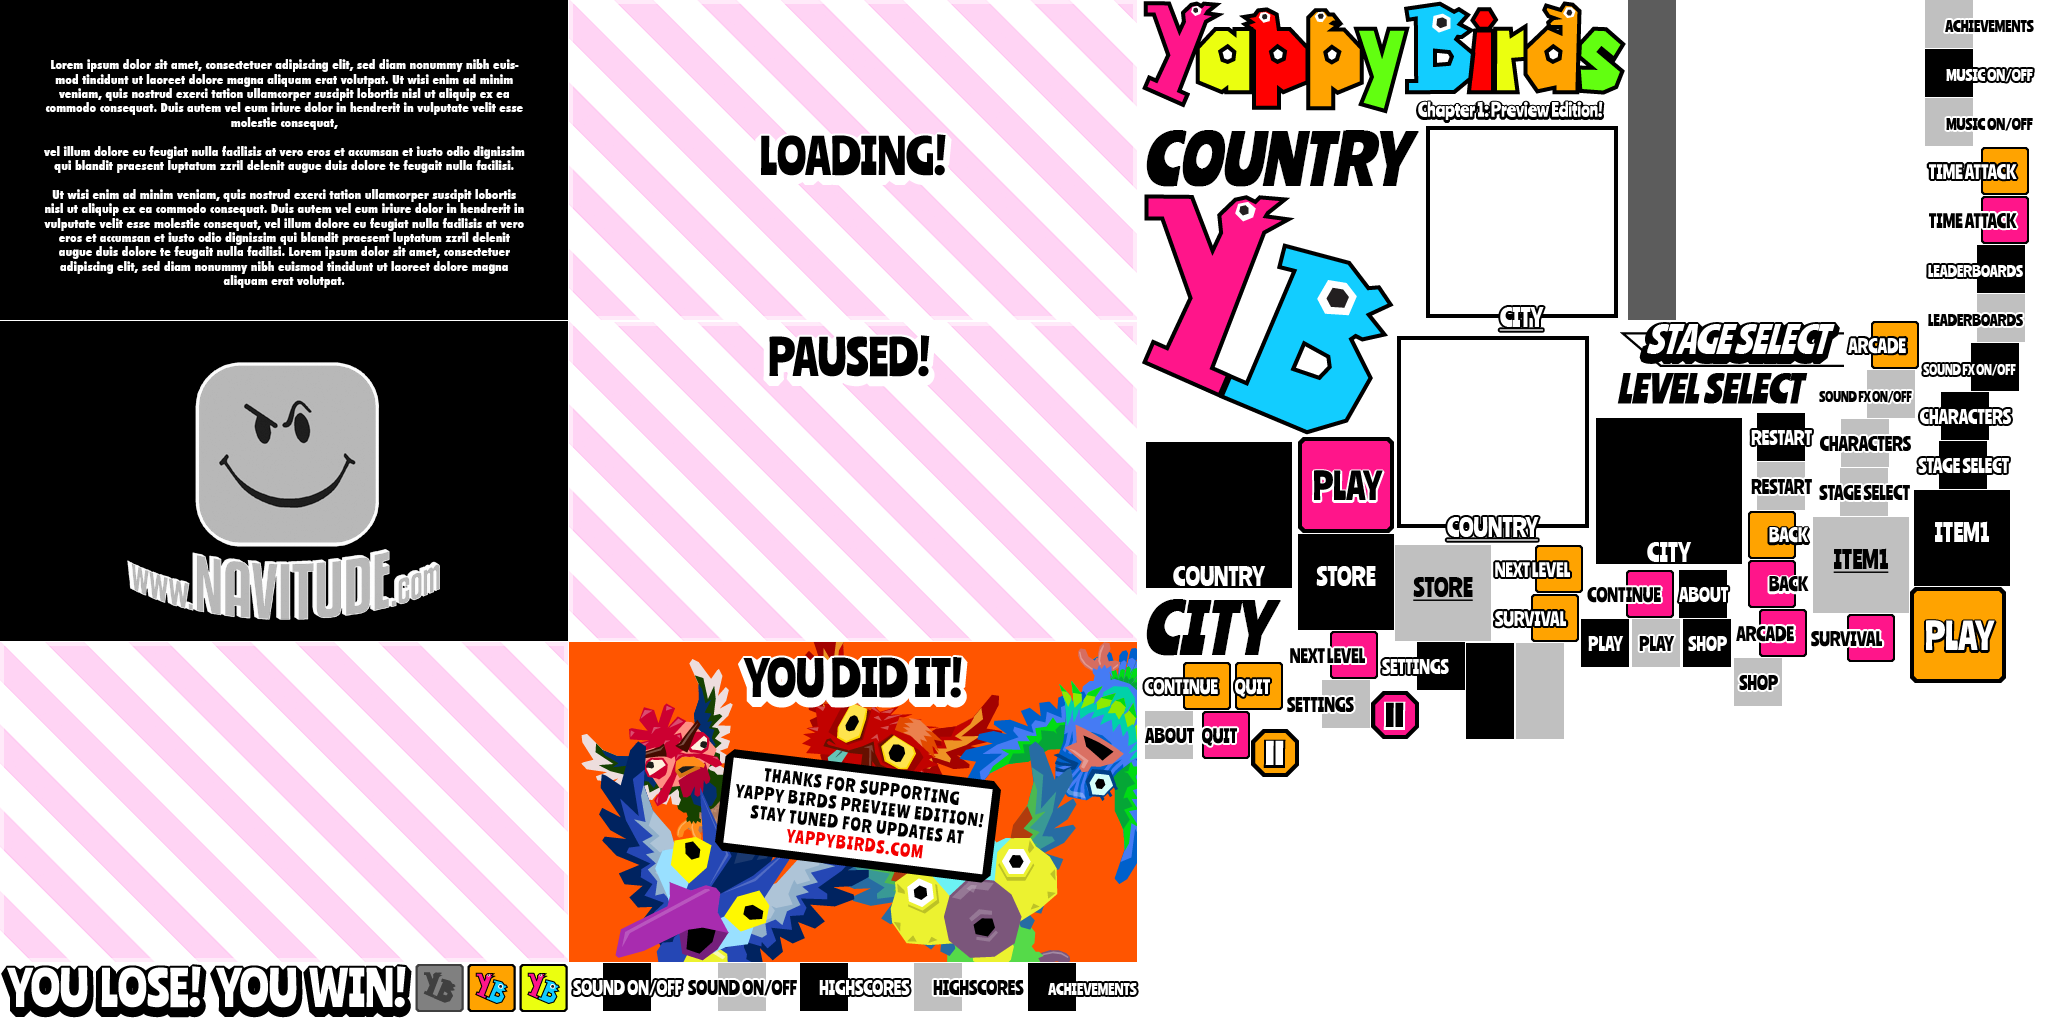 Lorem ipsum dolor sit amet, consectetuer adipiscing elit, sed diam nonummy nibh euis-
mod tincidunt ut laoreet dolore magna aliquam erat volutpat. Ut wisi enim ad minim
veniam, quis nostrud exerci tation ullamcorper suscipit lobortis nisl ut aliquip ex ea
commodo consequat. Duis autem vel eum iriure dolor in hendrerit in vulputate velit esse
molestie consequat,
vel illum dolore eu feugiat nulla facilisis at vero eros et accumsan et iusto odio dignissim
qui blandit praesent luptatum zzril delenit augue duis dolore te feugait nulla facilisi.
Ut wisi enim ad minim veniam, quis nostrud exerci tation ullamcorper suscipit lobortis
nisl ut aliquip ex ea commodo consequat. Duis autem vel eum iriure dolor in hendrerit in
vulputate velit esse molestie consequat, vel illum dolore eu feugiat nulla facilisis at vero
eros et accumsan et iusto odio dignissim qui blandit praesent luptatum zzril delenit
augue duis dolore te feugait nulla facilisi. Lorem ipsum dolor sit amet, consectetuer
adipiscing elit, sed diam nonummy nibh euismod tincidunt ut laoreet dolore magna
aliquam erat volutpat.
www.NAVITUDE.com
LOADING!
PAUSED!
YOU DID IT!
THANKS FOR SUPPORTING
YAPPY BIRDS PREVIEW EDITION!
STAY TUNED FOR UPDATES AT
YAPPYBIRDS.COM
YOU LOSE!
YOU WIN!
YB
YB
YB
SOUND ON/OFF
SOUND ON/OFF
HIGHSCORES
HIGHSCORES
ACHIEVEMENTS
Yappy Birds
Chapter 1: Preview Edition!
COUNTRY
YB
CITY
COUNTRY
PLAY
COUNTRY
STORE
STORE
CITY
NEXT LEVEL
SURVIVAL
NEXT LEVEL
SETTINGS
CONTINUE
QUIT
SETTINGS
ABOUT
QUIT
STAGE SELECT
LEVEL SELECT
CITY
CONTINUE
ABOUT
PLAY
PLAY
SHOP
RESTART
RESTART
BACK
BACK
ARCADE
SHOP
ARCADE
SOUND FX ON/OFF
CHARACTERS
STAGE SELECT
ITEM1
SURVIVAL
ACHIEVEMENTS
MUSIC ON/OFF
MUSIC ON/OFF
TIME ATTACK
TIME ATTACK
LEADERBOARDS
LEADERBOARDS
SOUND FX ON/OFF
CHARACTERS
STAGE SELECT
ITEM1
PLAY